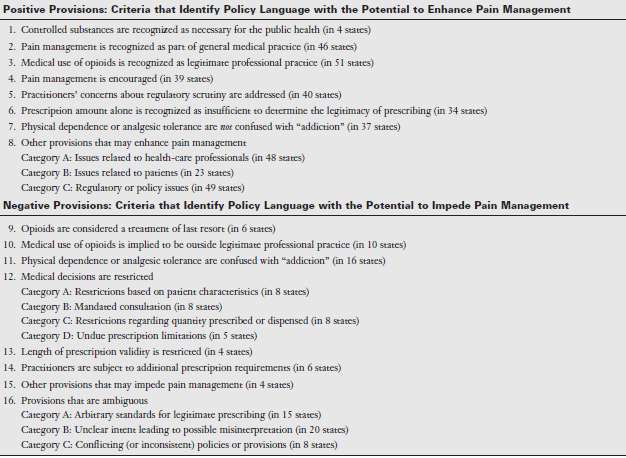 Positive Provisions: Criteria that Identify Policy Language with the Potential to Enhance Pain Management
1. Controlled substances are recognized as necessary for the public health (in 4 states)
2. Pain management is recognized as part of general medical practice (in 46 states)
3. Medical use of opioids is recognized as legitimate professional practice (in 51 states)
4. Pain management is encouraged (in 39 states)
5. Practitioners' concerns about regulatory scrutiny are addressed (in 40 states)
6. Prescription amount alone is recognized as insufficient to determine the legitimacy of prescribing (in 34 states)
7. Physical dependence or analgesic tolerance are not confused with “addiction” (in 37 states)
8. Other provisions that may enhance pain management
Category A: Issues related to health-care professionals (in 48 states)
Category B: Issues related to patients (in 23 states)
Category C: Regulatory or policy issues (in 49 states)
Negative Provisions: Criteria that Identify Policy Language with the Potential to Impede Pain Management
9. Opioids are considered a treatment of last resort (in 6 states)
10. Medical use of opioids is implied to be outside legitimate professional practice (in 10 states)
11. Physical dependence or analgesic tolerance are confused with “addiction” (in 16 states)
12. Medical decisions are restricted
Category A: Restrictions based on patient characteristics (in 8 states)
Category B: Mandated consultation (in 8 states)
Category C: Restrictions regarding quantity prescribed or dispensed (in 8 states)
Category D: Undue prescription limitations (in 5 states)
13. Length of prescription validity is restricted (in 4 states)
14. Practitioners are subject to additional prescription requirements (in 6 states)
15. Other provisions that may impede pain management (in 4 states)
16. Provisions that are ambiguous
Category A: Arbitrary standards for legitimate prescribing (in 15 states)
Category B: Unclear intent leading to possible misinterpretation (in 20 states)
Category C: Conflicting (or inconsistent) policies or provisions (in 8 states)